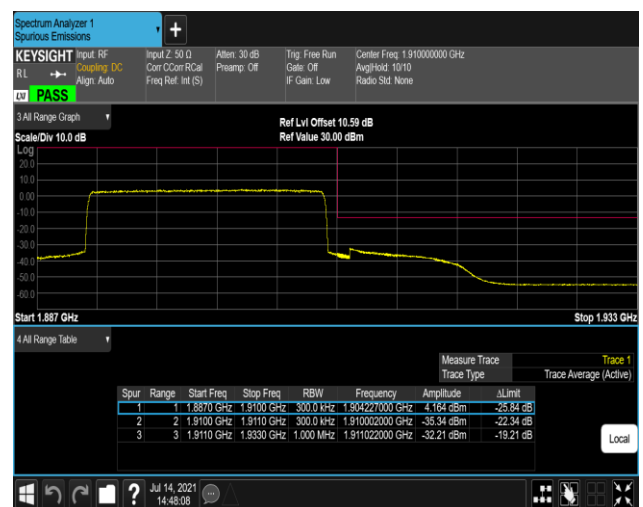 Spectrum Analyzer 1
Spurious Emissions
+
KEYSIGHT Input: RF Input Z: 50 Ω Atten: 30 dB Trig: Free Run Center Freq: 1.910000000 GHz
RL Coupling: DC Corr CCorr RCal Preamp: Off Gate: Off Avg|Hold: 10/10
Align: Auto Freq Ref: Int (S) IF Gain: Low Radio Std: None
LXI PASS
3 All Range Graph
Ref Lvl Offset 10.59 dB
Scale/Div 10.0 dB Ref Value 30.00 dBm
Log
20.0
10.0
0.00
-10.0
-20.0
-30.0
-40.0
-50.0
-60.0
Start 1.887 GHz Stop 1.933 GHz
4 All Range Table
Measure Trace Trace 1
Trace Type Trace Average (Active)
Spur Range Start Freq Stop Freq RBW Frequency Amplitude ΔLimit
1 1 1.8870 GHz 1.9100 GHz 300.0 kHz 1.904227000 GHz 4.164 dBm -25.84 dB
2 2 1.9100 GHz 1.9110 GHz 300.0 kHz 1.910002000 GHz -35.34 dBm -22.34 dB
3 3 1.9110 GHz 1.9330 GHz 1.000 MHz 1.911022000 GHz -32.21 dBm -19.21 dB
Local
? Jul 14, 2021
14:48:08